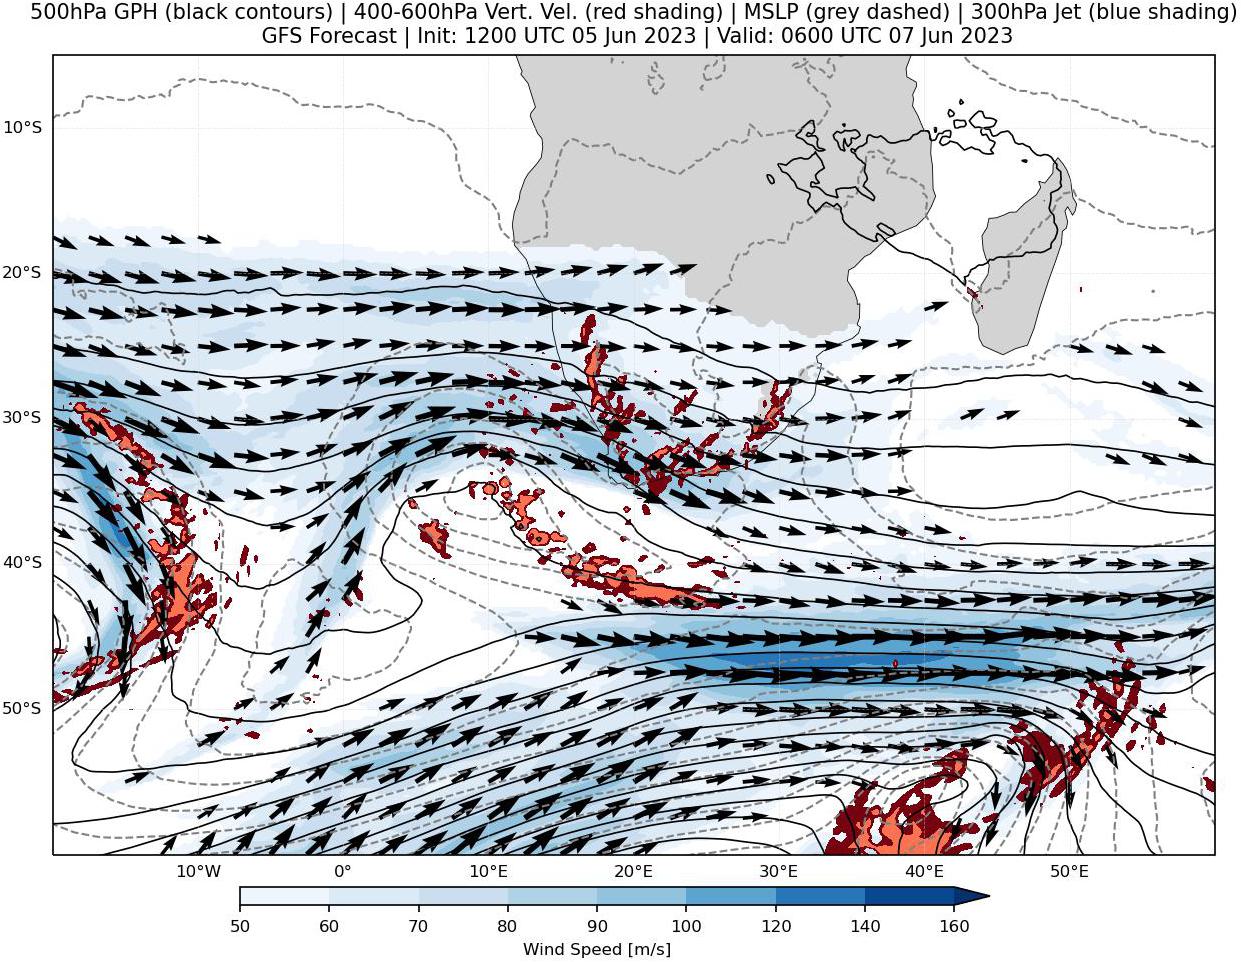 500hPa GPH (black contours) | 400-600hPa Vert. Vel. (red shading) | MSLP (grey dashed) | 300hPa Jet (blue shading)
GFS Forecast | Init: 1200 UTC 05 Jun 2023 | Valid: 0600 UTC 07 Jun 2023
10°S
20°S
30°S
40°S
50°S
10°W 0° 10°E 20°E 30°E 40°E 50°E
50 60 70 80 90 100 120 140 160
Wind Speed [m/s]